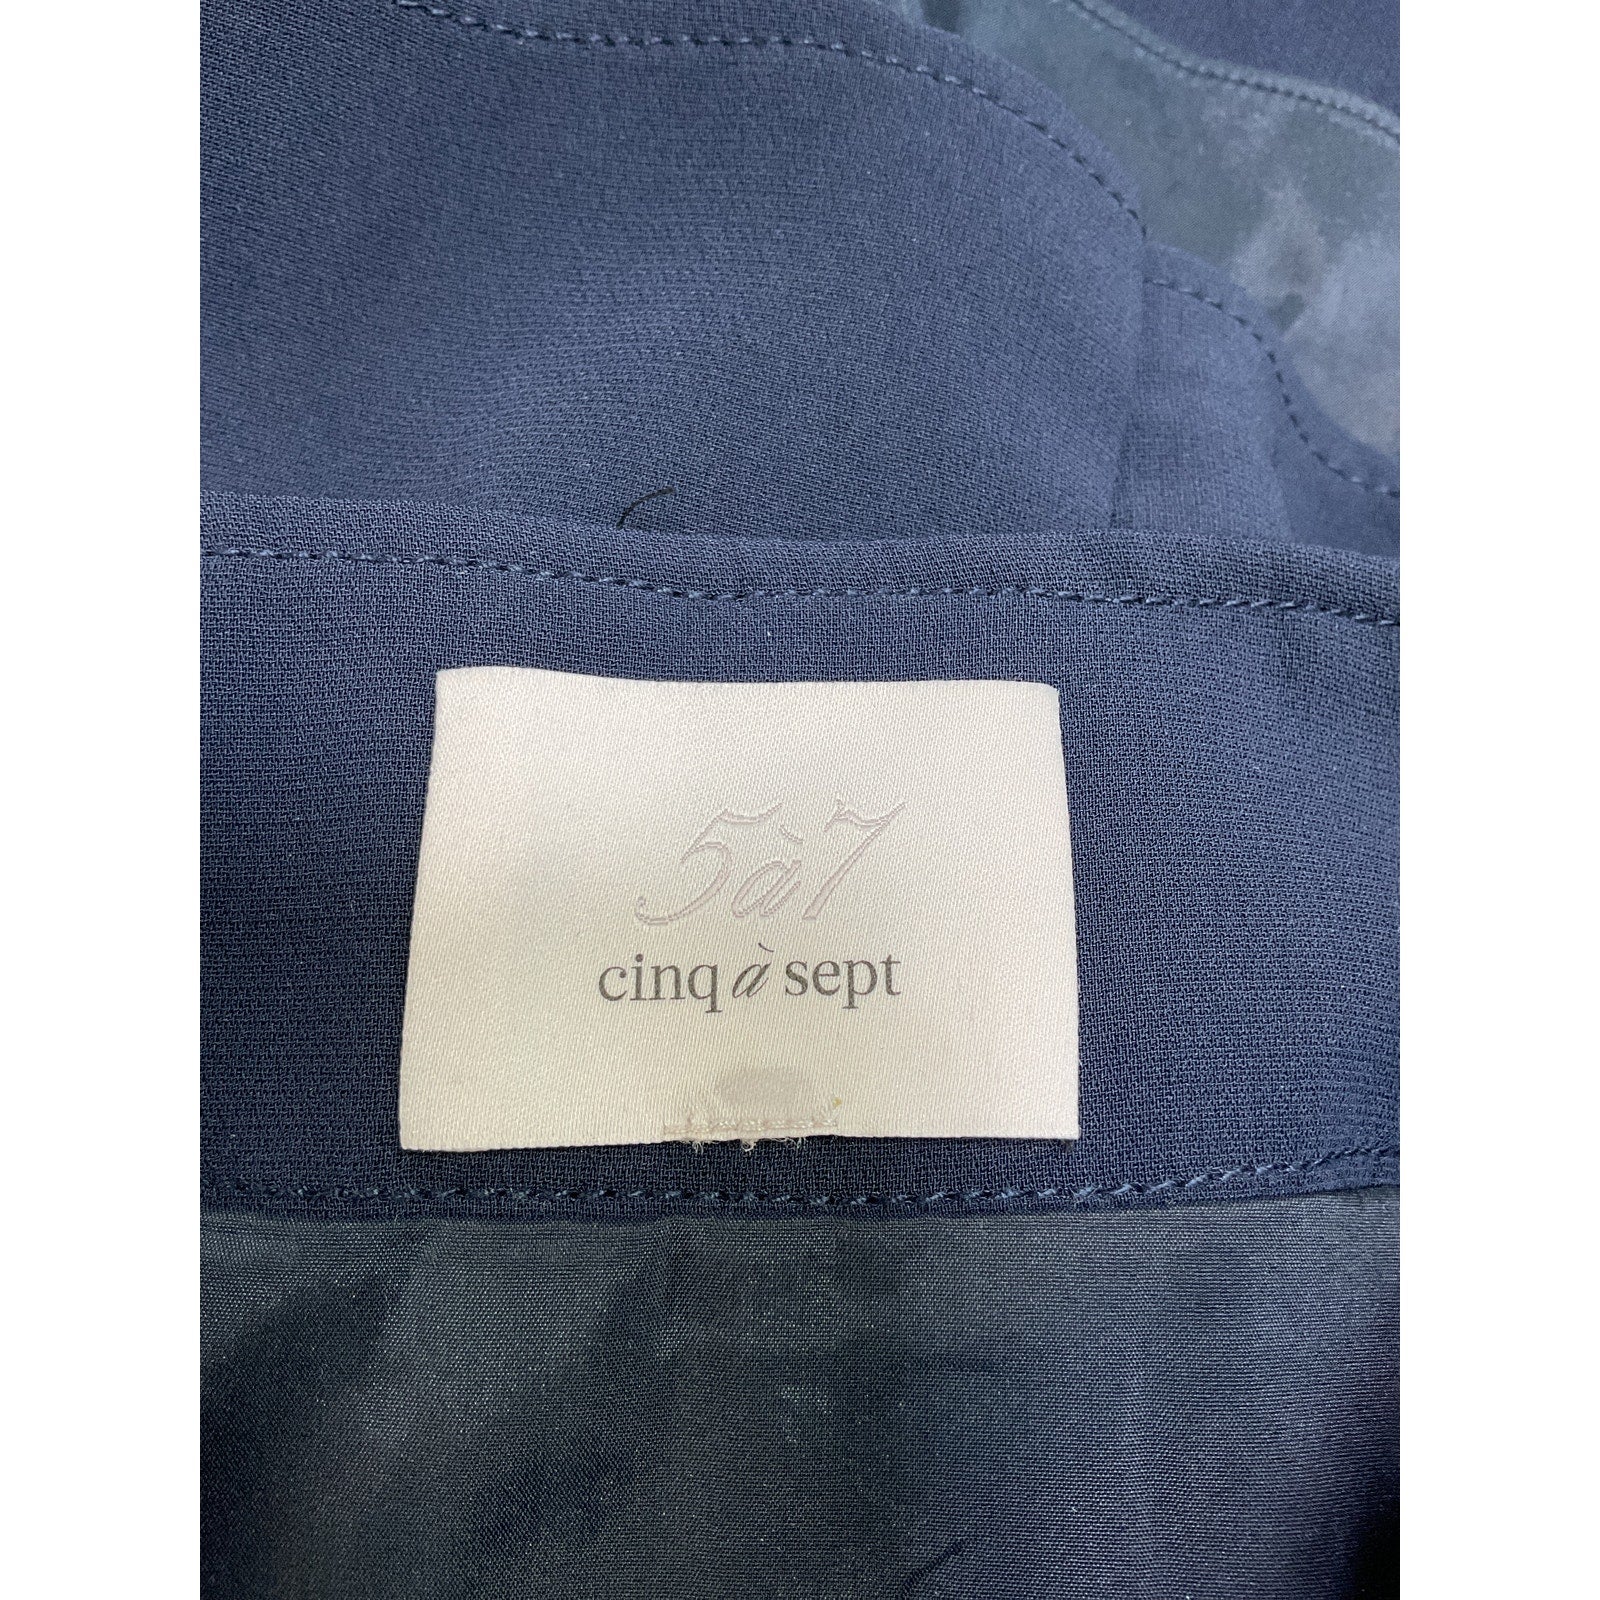 5à7
cinq à sept